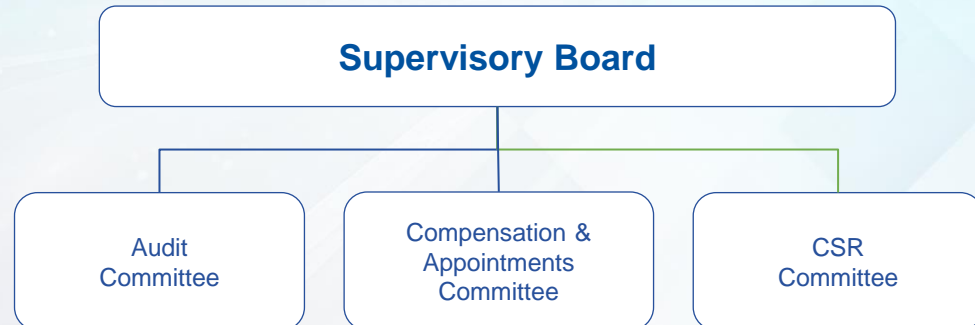 Supervisory Board
Audit
Committee
Compensation &
Appointments
Committee
CSR
Committee